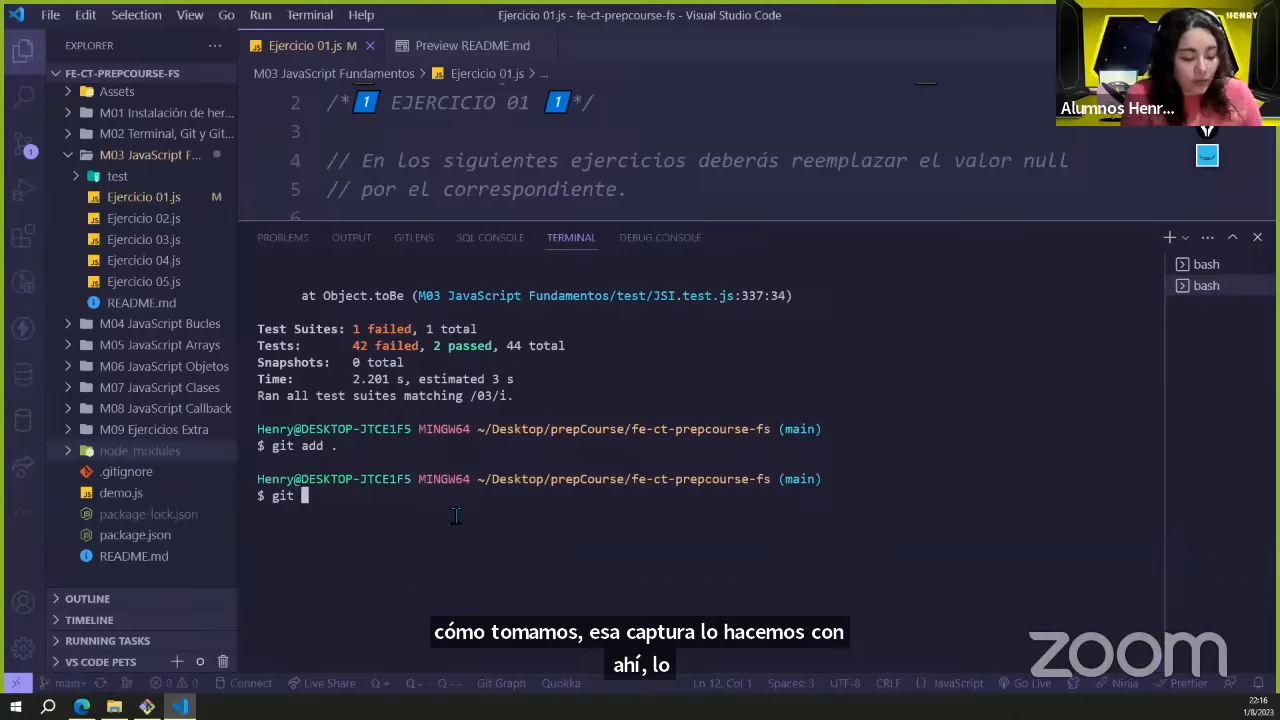 File Edit Selection View Go Run Terminal Help
Ejercicio 01.js - fe-ct-prepcourse-fs - Visual Studio Code
HENRY
Alumnos Henr...
EXPLORER
FE-CT-PREPCOURSE-FS
Assets
M01 Instalación de her...
M02 Terminal, Git y Git...
M03 JavaScript F...
test
Ejercicio 01.js M
Ejercicio 02.js
Ejercicio 03.js
Ejercicio 04.js
Ejercicio 05.js
README.md
M04 JavaScript Bucles
M05 JavaScript Arrays
M06 JavaScript Objetos
M07 JavaScript Clases
M08 JavaScript Callback
M09 Ejercicios Extra
node_modules
.gitignore
demo.js
package-lock.json
package.json
README.md
OUTLINE
TIMELINE
RUNNING TASKS
VS CODE PETS
1
Ejercicio 01.js M
Preview README.md
M03 JavaScript Fundamentos > Ejercicio 01.js > ...
2 /*1 EJERCICIO 01 1*/
3
4 // En los siguientes ejercicios deberás reemplazar el valor null
5 // por el correspondiente.
6
PROBLEMS OUTPUT GITLENS SQL CONSOLE TERMINAL DEBUG CONSOLE
bash
bash
at Object.toBe (M03 JavaScript Fundamentos/test/JSI.test.js:337:34)
Test Suites: 1 failed, 1 total
Tests: 42 failed, 2 passed, 44 total
Snapshots: 0 total
Time: 2.201 s, estimated 3 s
Ran all test suites matching /03/i.
Henry@DESKTOP-JTCE1F5 MINGW64 ~/Desktop/prepCourse/fe-ct-prepcourse-fs (main)
$ git add .
Henry@DESKTOP-JTCE1F5 MINGW64 ~/Desktop/prepCourse/fe-ct-prepcourse-fs (main)
$ git
cómo tomamos, esa captura lo hacemos con
ahí, lo
zoom
main+ 0 0 Connect Live Share Q + Q - Q - - Git Graph Quokka Ln 12, Col 1 Spaces: 3 UTF-8 CRLF JavaScript Go Live Ninja Prettier
22:16
1/8/2023